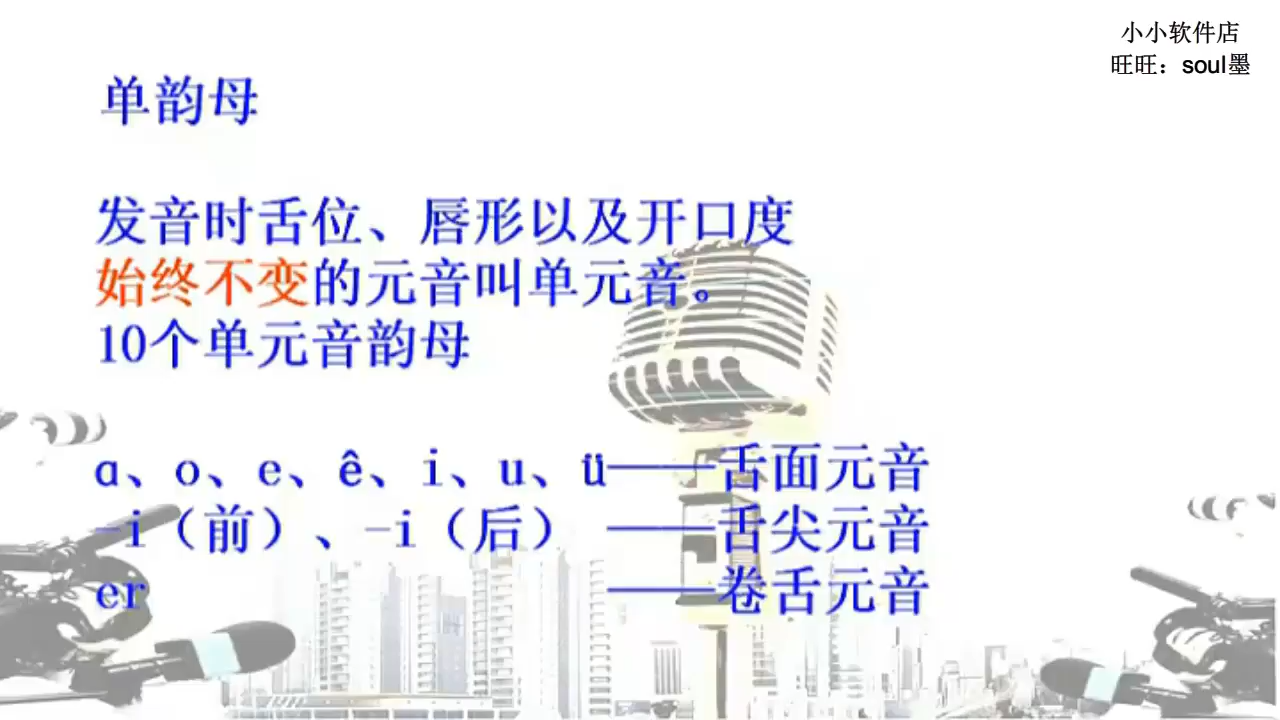 小小软件店
旺旺：soul墨
单韵母
发音时舌位、唇形以及开口度
始终不变的元音叫单元音。
10个单元音韵母
ɑ、o、e、ê、i、u、ü——舌面元音
-i（前）、-i（后） ——舌尖元音
er ——卷舌元音